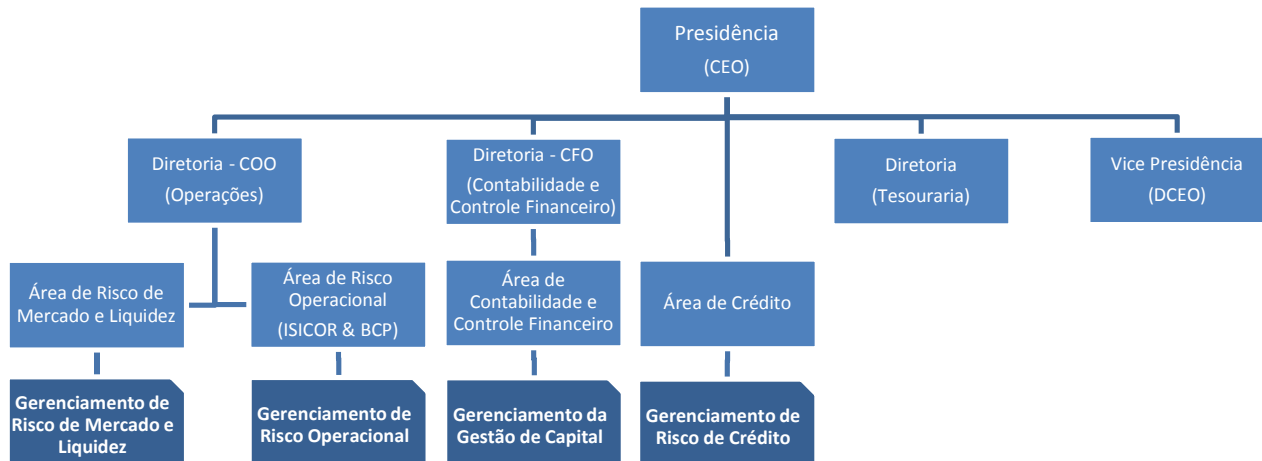 Presidência
(CEO)
Diretoria - COO
(Operações)
Diretoria - CFO
(Contabilidade e
Controle Financeiro)
Diretoria
(Tesouraria)
Vice Presidência
(DCEO)
Área de Risco de
Mercado e Liquidez
Área de Risco
Operacional
(ISICOR & BCP)
Área de
Contabilidade e
Controle Financeiro
Área de Crédito
Gerenciamento de
Risco de Mercado e
Liquidez
Gerenciamento de
Risco Operacional
Gerenciamento da
Gestão de Capital
Gerenciamento de
Risco de Crédito